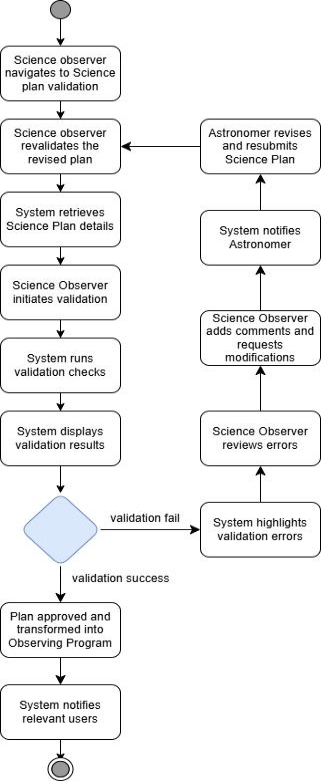 Science observer
navigates to Science
plan validation
Science observer
revalidates the
revised plan
Astronomer revises
and resubmits
Science Plan
System retrieves
Science Plan details
System notifies
Astronomer
Science Observer
initiates validation
Science Observer
adds comments and
requests
modifications
System runs
validation checks
System displays
validation results
Science Observer
reviews errors
validation fail
System highlights
validation errors
validation success
Plan approved and
transformed into
Observing Program
System notifies
relevant users